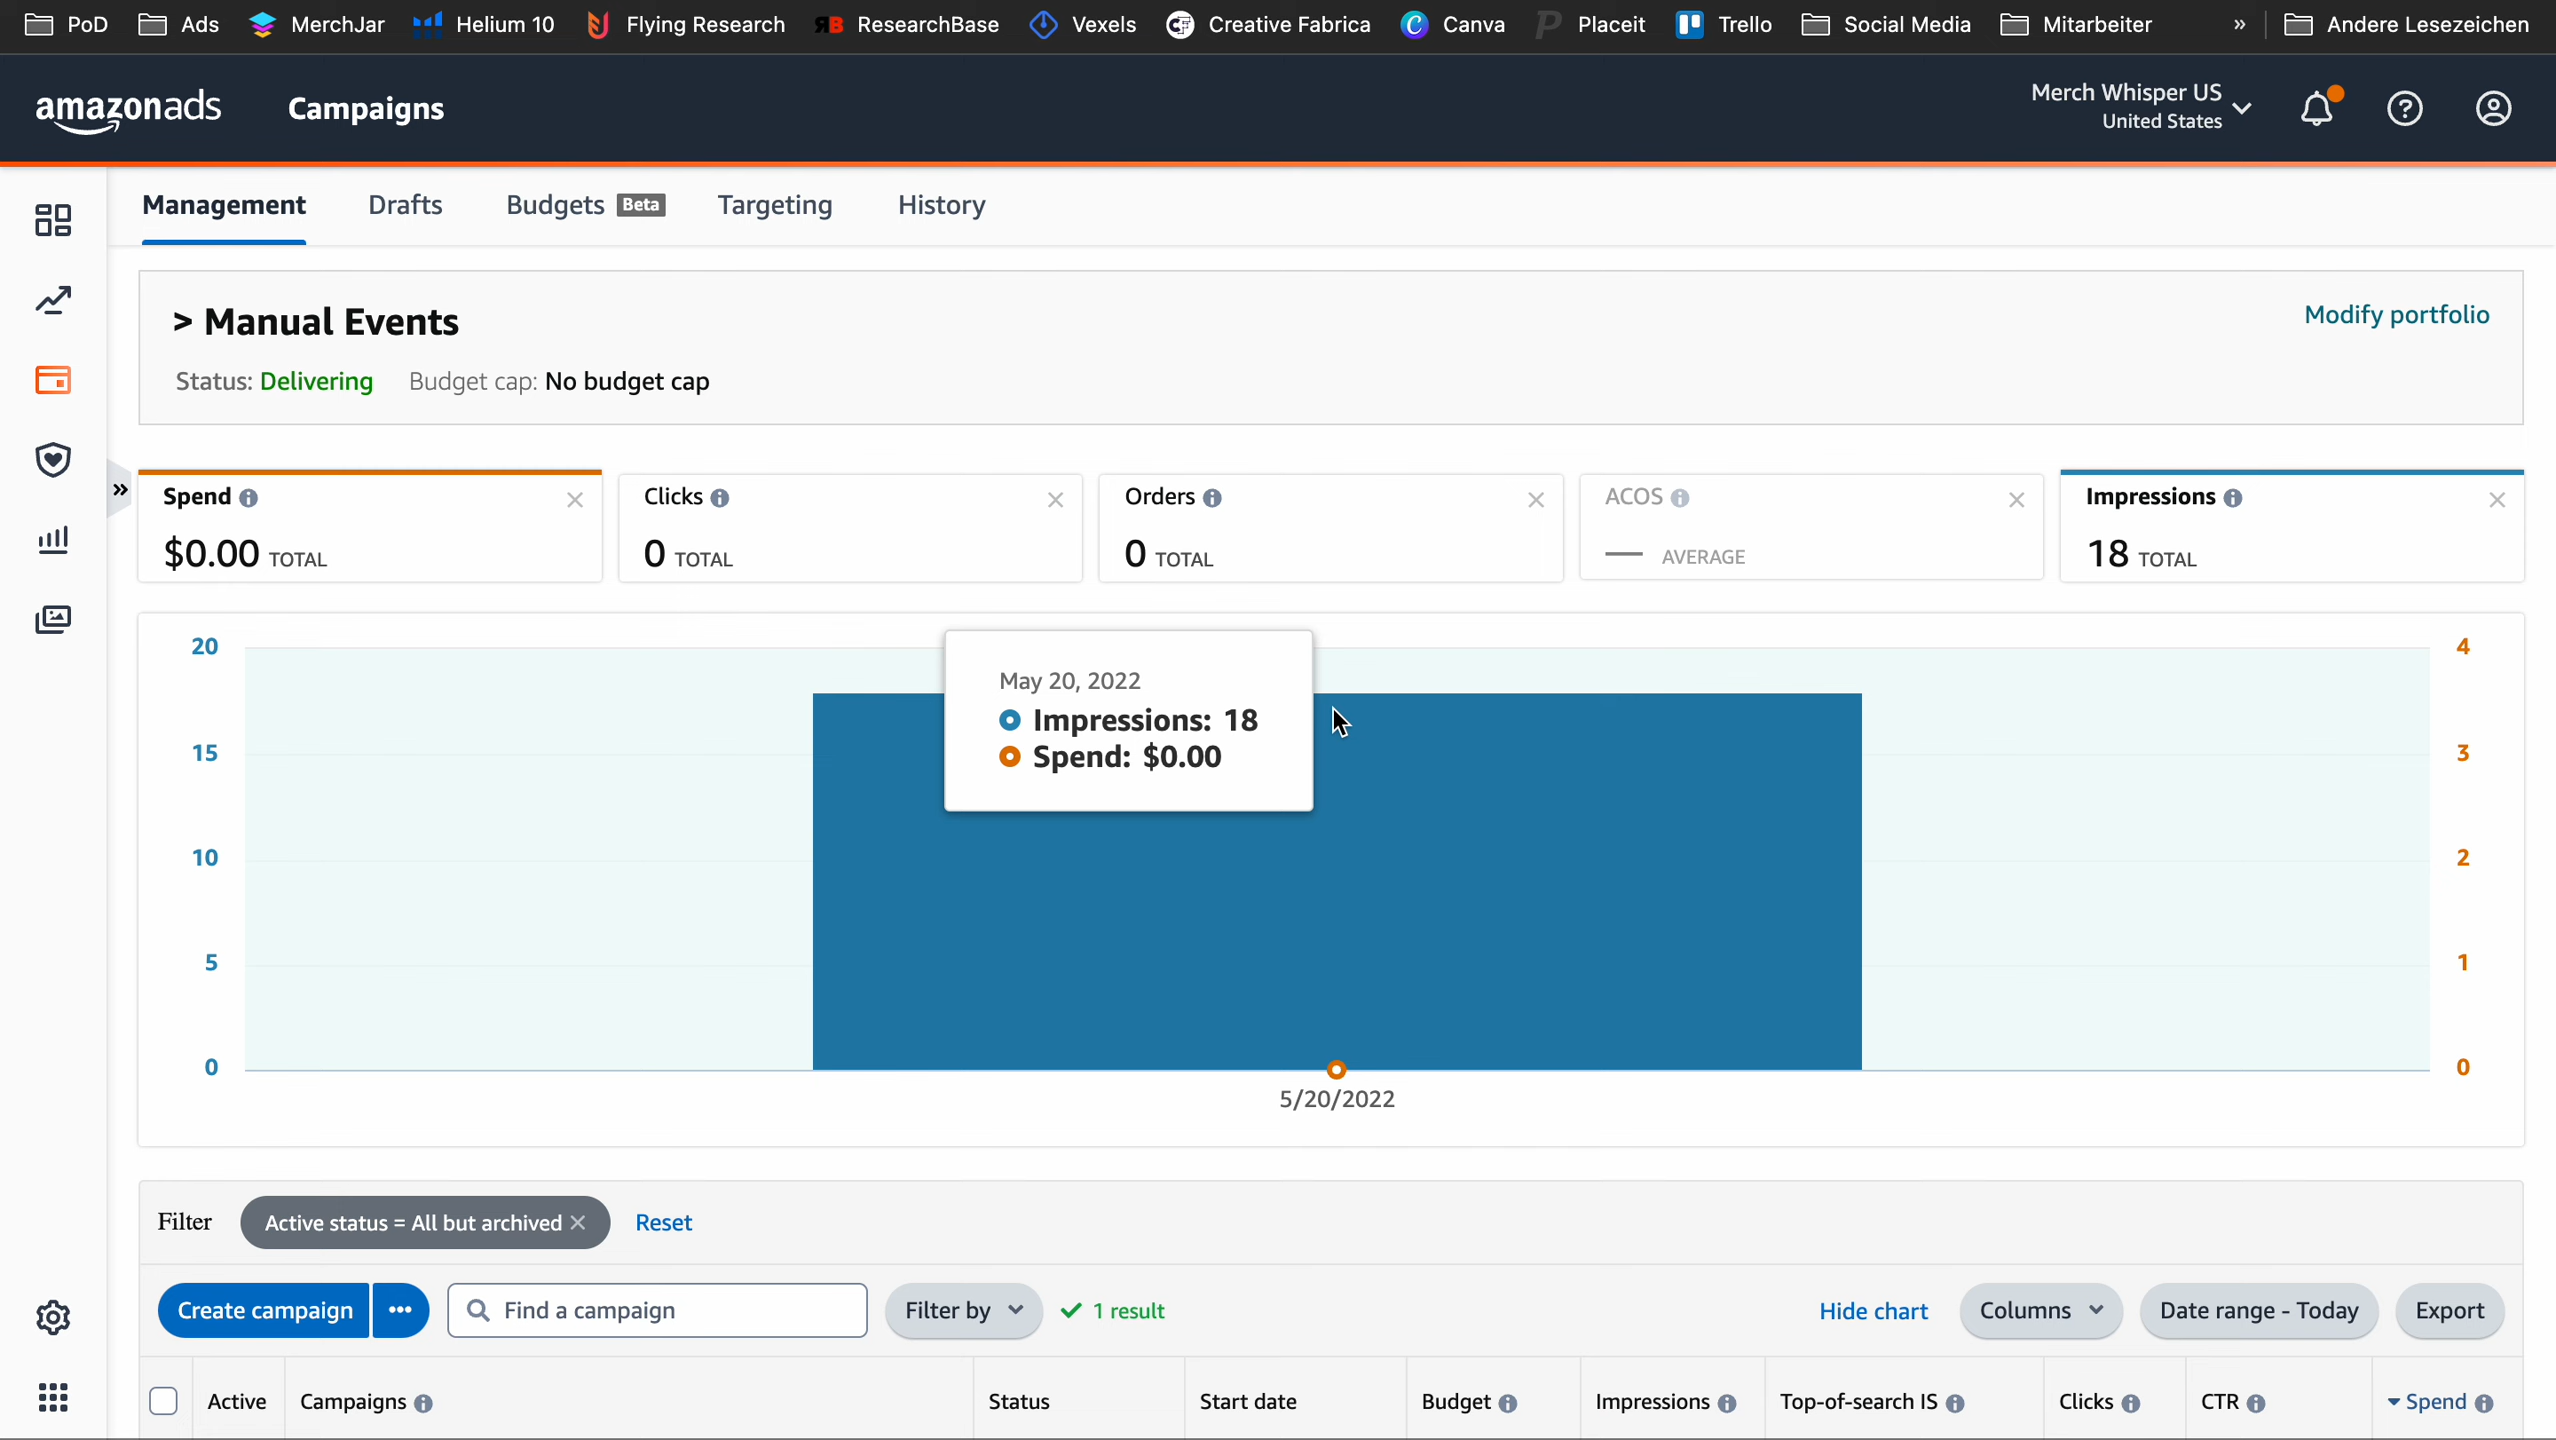 PoD Ads MerchJar Helium 10 Flying Research ResearchBase Vexels Creative Fabrica Canva Placeit Trello Social Media Mitarbeiter » Andere Lesezeichen
amazonads Campaigns Merch Whisper US
United States
Management Drafts Budgets Beta Targeting History
> Manual Events Modify portfolio
Status: Delivering Budget cap: No budget cap
»
Spend Clicks Orders ACOS Impressions
$0.00 TOTAL 0 TOTAL 0 TOTAL — AVERAGE 18 TOTAL
20 4
May 20, 2022
Impressions: 18
15 3
Spend: $0.00
10 2
5 1
0 0
5/20/2022
Filter Active status = All but archived Reset
Create campaign ••• Find a campaign Filter by 1 result Hide chart Columns Date range - Today Export
Active Campaigns Status Start date Budget Impressions Top-of-search IS Clicks CTR Spend